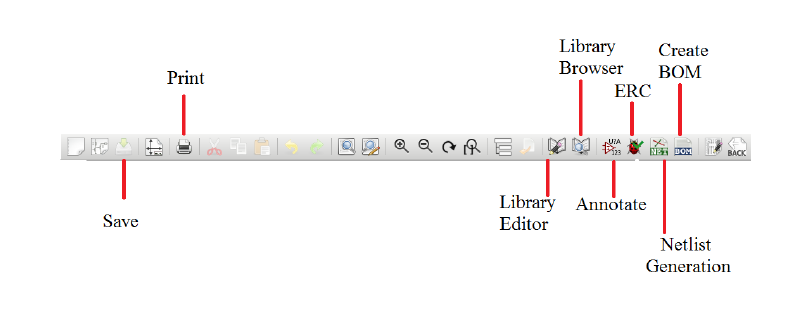 Library
Browser
Create
BOM
Print
ERC
U?A
123
NET
BOM
BACK
Save
Library
Editor
Annotate
Netlist
Generation